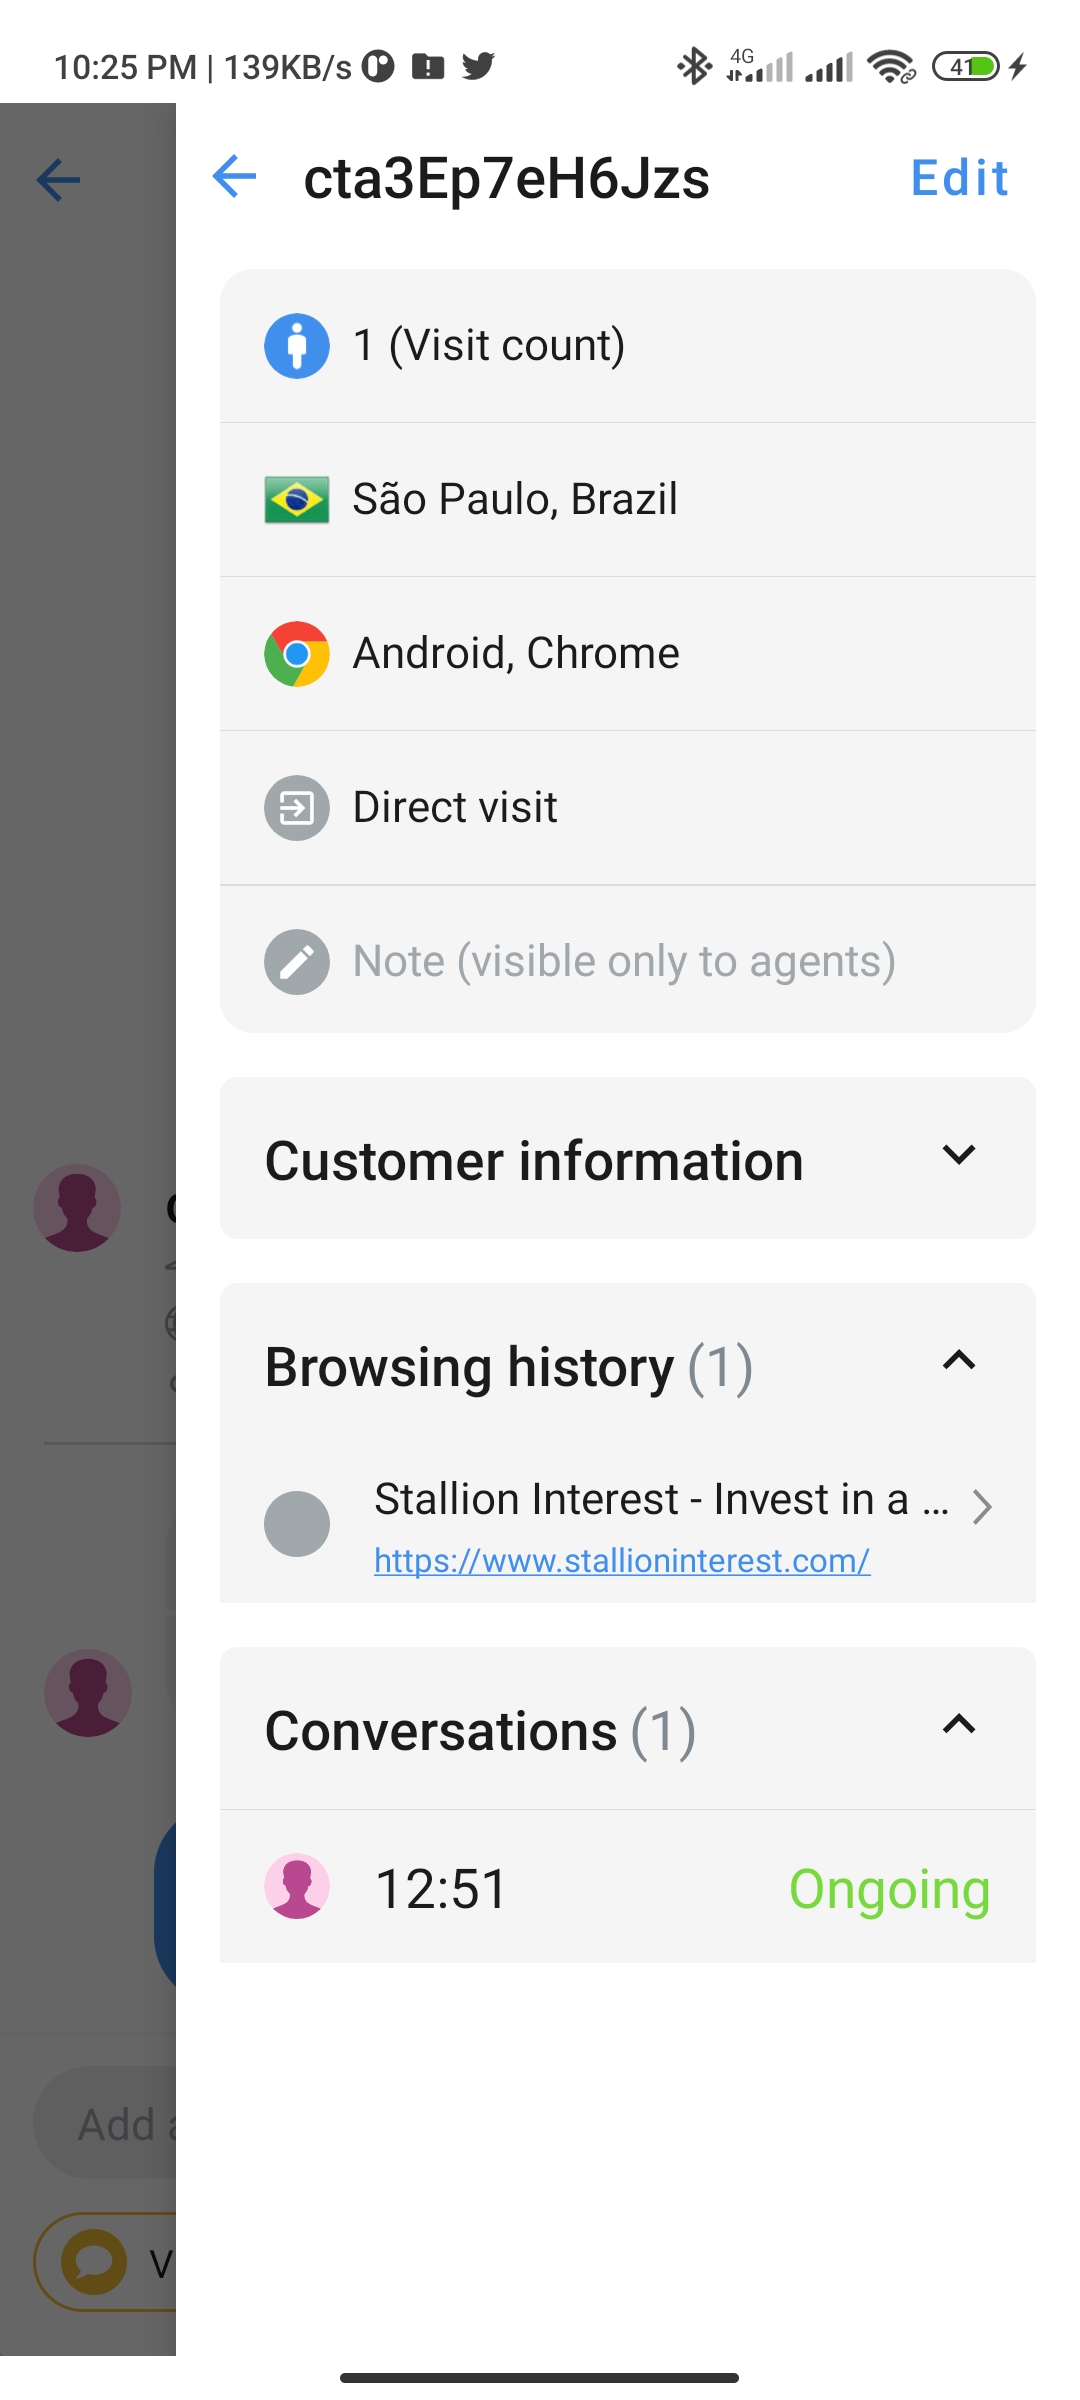 10:25 PM | 139KB/s
4G
41
cta3Ep7eH6Jzs
Edit
1 (Visit count)
São Paulo, Brazil
Android, Chrome
Direct visit
Note (visible only to agents)
Customer information
Browsing history (1)
Stallion Interest - Invest in a ...
https://www.stallioninterest.com/
Conversations (1)
12:51
Ongoing
Add
V